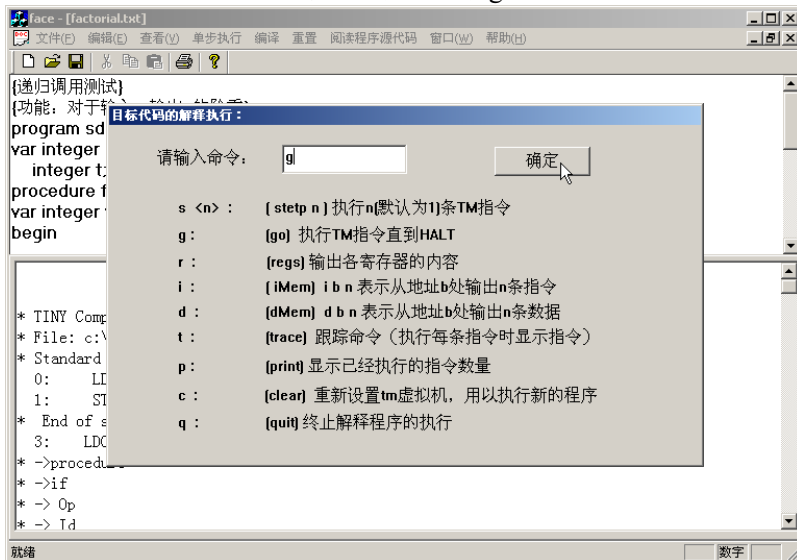 face - [factorial.txt]
文件(F) 编辑(E) 查看(V) 单步执行 编译 重置 阅读程序源代码 窗口(W) 帮助(H)
{递归调用测试}
{功能：对于
program sd
var integer
integer t;
procedure f
var integer
begin
目标代码的解释执行：
请输入命令： g 确定
s <n> : ( stetp n ) 执行n(默认为1)条TM指令
g : (go) 执行TM指令直到HALT
r : (regs) 输出各寄存器的内容
i : ( iMem) i b n 表示从地址b处输出n条指令
d : (dMem) d b n 表示从地址b处输出n条数据
t : (trace) 跟踪命令（执行每条指令时显示指令）
p : (print) 显示已经执行的指令数量
c : (clear) 重新设置tm虚拟机，用以执行新的程序
q : (quit) 终止解释程序的执行
* TINY Comp
* File: c:\
* Standard
0: LD
1: ST
* End of s
3: LDC
* ->procedure
* ->if
* -> Op
* -> Id
就绪 数字